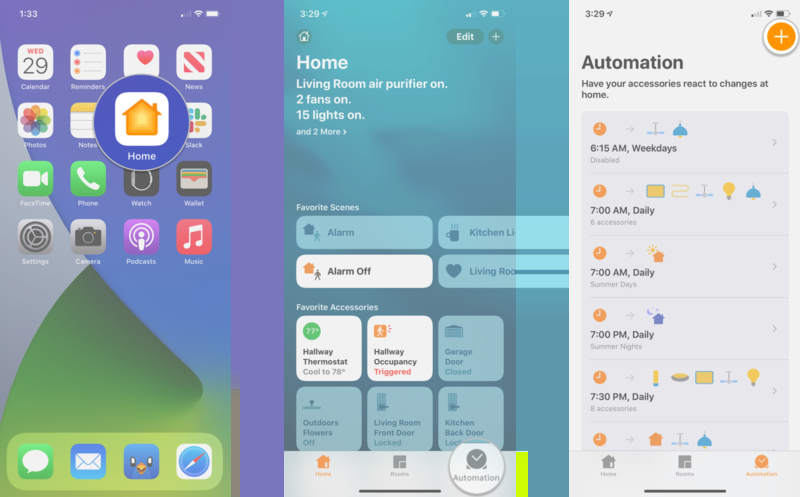 1:33
WED
29
Calendar
Reminders
News
Photos
Notes
Home
Slack
FaceTime
Phone
Watch
Wallet
Settings
Camera
Podcasts
Music
3:29
Edit
Home
Living Room air purifier on.
2 fans on.
15 lights on.
and 2 More >
Favorite Scenes
Alarm
Kitchen Li
Alarm Off
Living Roo
Favorite Accessories
77°
Hallway
Thermostat
Cool to 78°
Hallway
Occupancy
Triggered
Garage
Door
Closed
Outdoors
Flowers
Off
Living Room
Front Door
Locked
Kitchen
Back Door
Home
Rooms
Automation
3:29
Automation
Have your accessories react to changes at
home.
6:15 AM, Weekdays
Disabled
7:00 AM, Daily
6 accessories
7:00 AM, Daily
Summer Days
7:00 PM, Daily
Summer Nights
7:30 PM, Daily
8 accessories
Home
Rooms
Automation